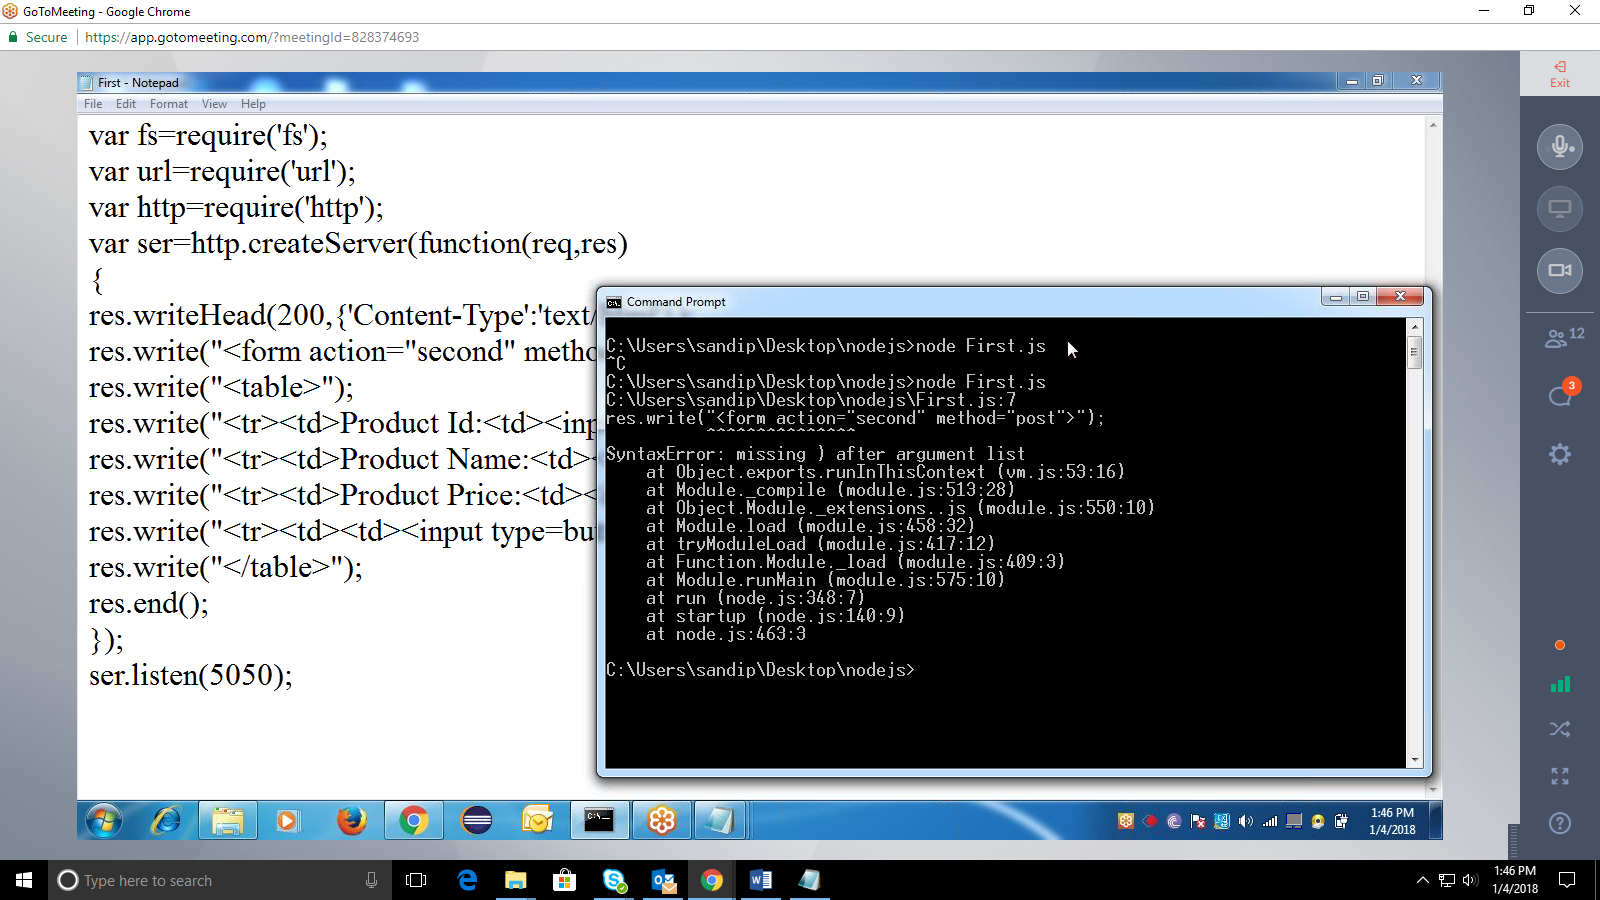 GoToMeeting - Google Chrome
Secure
https://app.gotomeeting.com/?meetingId=828374693
Exit
First - Notepad
File Edit Format View Help
var fs=require('fs');
var url=require('url');
var http=require('http');
var ser=http.createServer(function(req,res)
{
res.writeHead(200,{'Content-Type':'text/
res.write("<form action="second" metho
res.write("<table>");
res.write("<tr><td>Product Id:<td><inp
res.write("<tr><td>Product Name:<td><
res.write("<tr><td>Product Price:<td><
res.write("<tr><td><td><input type=bu
res.write("</table>");
res.end();
});
ser.listen(5050);
Command Prompt
C:\Users\sandip\Desktop\nodejs>node First.js
^C
C:\Users\sandip\Desktop\nodejs>node First.js
C:\Users\sandip\Desktop\nodejs\First.js:7
res.write("<form action="second" method="post">");
^^^^^^^^^^^^^^^
SyntaxError: missing ) after argument list
at Object.exports.runInThisContext (vm.js:53:16)
at Module._compile (module.js:513:28)
at Object.Module._extensions..js (module.js:550:10)
at Module.load (module.js:458:32)
at tryModuleLoad (module.js:417:12)
at Function.Module._load (module.js:409:3)
at Module.runMain (module.js:575:10)
at run (node.js:348:7)
at startup (node.js:140:9)
at node.js:463:3
C:\Users\sandip\Desktop\nodejs>
12
3
1:46 PM
1/4/2018
Type here to search
1:46 PM
1/4/2018